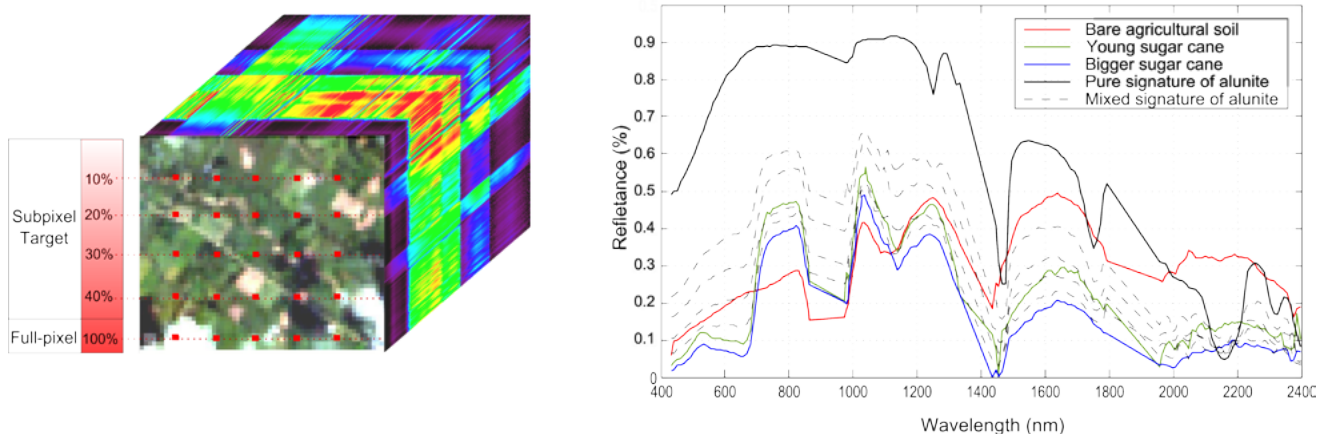 Subpixel
Target
Full-pixel
10%
20%
30%
40%
100%
Refletance (%)
0.9
0.8
0.7
0.6
0.5
0.4
0.3
0.2
0.1
0
400
600
800
1000
1200
1400
1600
1800
2000
2200
2400
Wavelength (nm)
Bare agricultural soil
Young sugar cane
Bigger sugar cane
Pure signature of alunite
Mixed signature of alunite